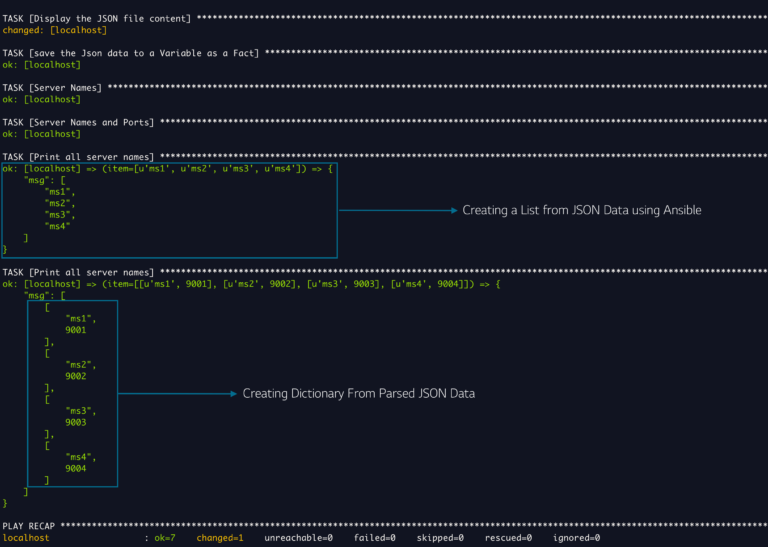 TASK [Display the JSON file content] ****************************************************************************************************************
changed: [localhost]
TASK [save the Json data to a Variable as a Fact] ***************************************************************************************************
ok: [localhost]
TASK [Server Names] *********************************************************************************************************************************
ok: [localhost]
TASK [Server Names and Ports] ***********************************************************************************************************************
ok: [localhost]
TASK [Print all server names] ***********************************************************************************************************************
ok: [localhost] => (item=[u'ms1', u'ms2', u'ms3', u'ms4']) => {
"msg": [
"ms1",
"ms2",
"ms3",
"ms4"
]
}
Creating a List from JSON Data using Ansible
TASK [Print all server names] ***********************************************************************************************************************
ok: [localhost] => (item=[[u'ms1', 9001], [u'ms2', 9002], [u'ms3', 9003], [u'ms4', 9004]]) => {
"msg": [
[
"ms1",
9001
],
[
"ms2",
9002
],
[
"ms3",
9003
],
[
"ms4",
9004
]
]
}
Creating Dictionary From Parsed JSON Data
PLAY RECAP ******************************************************************************************************************************************
localhost : ok=7 changed=1 unreachable=0 failed=0 skipped=0 rescued=0 ignored=0